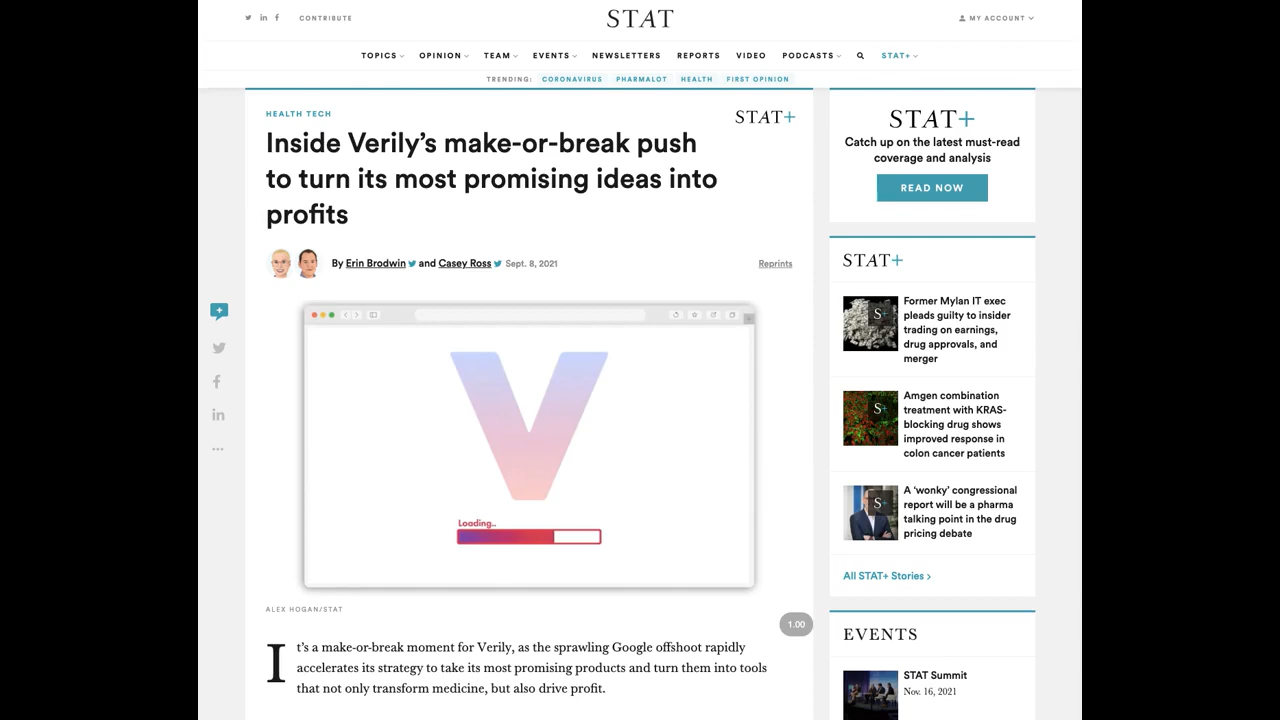 CONTRIBUTE
STAT
MY ACCOUNT
TOPICS OPINION TEAM EVENTS NEWSLETTERS REPORTS VIDEO PODCASTS STAT+
TRENDING: CORONAVIRUS PHARMALOT HEALTH FIRST OPINION
HEALTH TECH
STAT+
Inside Verily’s make-or-break push
to turn its most promising ideas into
profits
By Erin Brodwin and Casey Ross Sept. 8, 2021
Reprints
V
Loading..
ALEX HOGAN/STAT
1.00
It’s a make-or-break moment for Verily, as the sprawling Google offshoot rapidly
accelerates its strategy to take its most promising products and turn them into tools
that not only transform medicine, but also drive profit.
STAT+
Catch up on the latest must-read
coverage and analysis
READ NOW
STAT+
S+
Former Mylan IT exec
pleads guilty to insider
trading on earnings,
drug approvals, and
merger
S+
Amgen combination
treatment with KRAS-
blocking drug shows
improved response in
colon cancer patients
S+
A ‘wonky’ congressional
report will be a pharma
talking point in the drug
pricing debate
All STAT+ Stories >
EVENTS
STAT Summit
Nov. 16, 2021